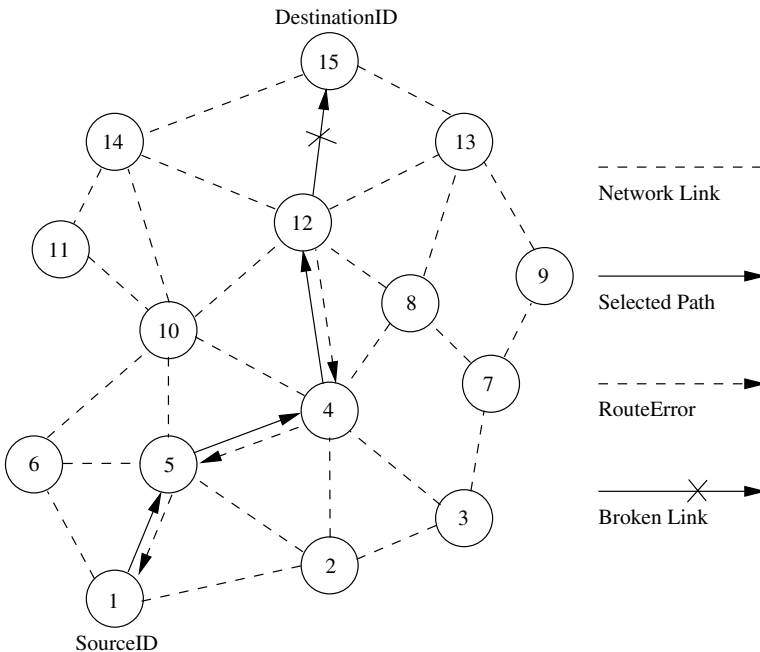 DestinationID
15
14
13
Network Link
12
11
9
8
Selected Path
10
7
4
RouteError
6
5
3
Broken Link
2
1
SourceID